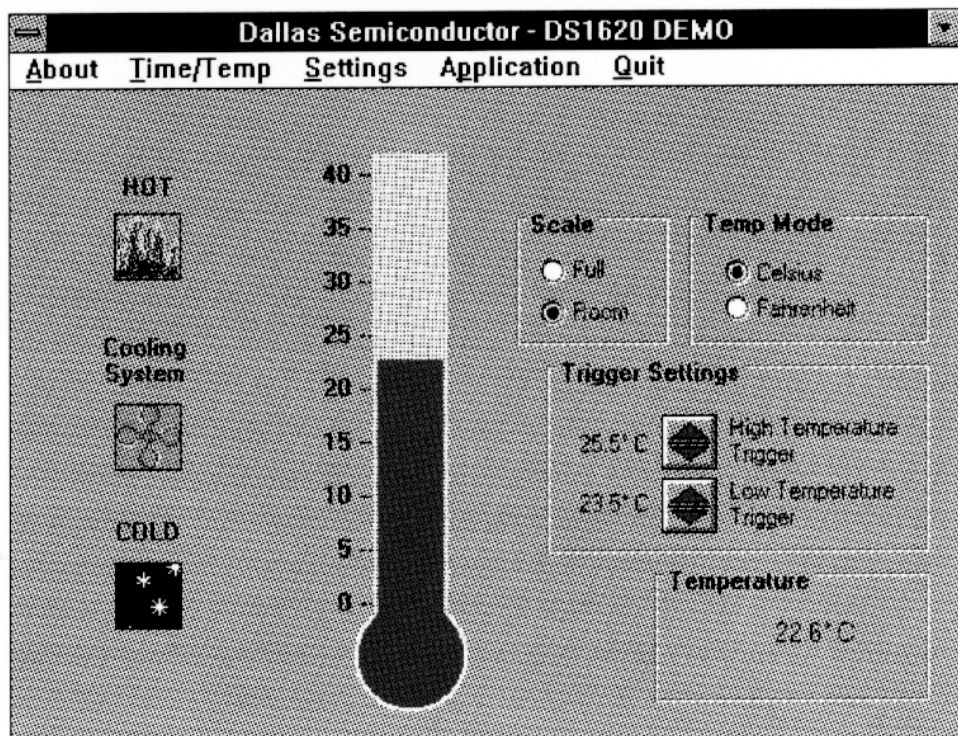 Dallas Semiconductor - DS1620 DEMO
About Time/Temp Settings Application Quit
HOT
Cooling
System
COLD
40
35
30
25
20
15
10
5
0
Scale
Full
Room
Temp Mode
Celsius
Fahrenheit
Trigger Settings
25.5° C
High Temperature
Trigger
23.5° C
Low Temperature
Trigger
Temperature
22.6° C